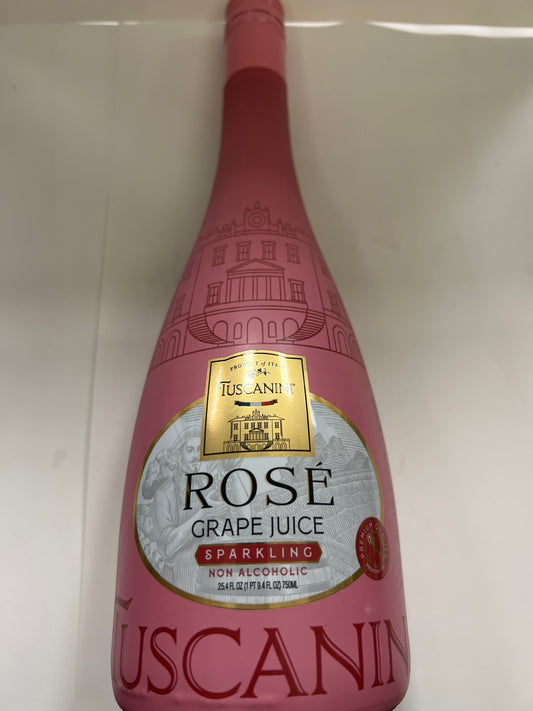 PRODUCT of ITALY
TUSCANINI
ROSÉ
GRAPE JUICE
SPARKLING
NON ALCOHOLIC
25.4 FL OZ (1 PT 9.4 FL OZ) 750ML
PREMIUM
TUSCANIN